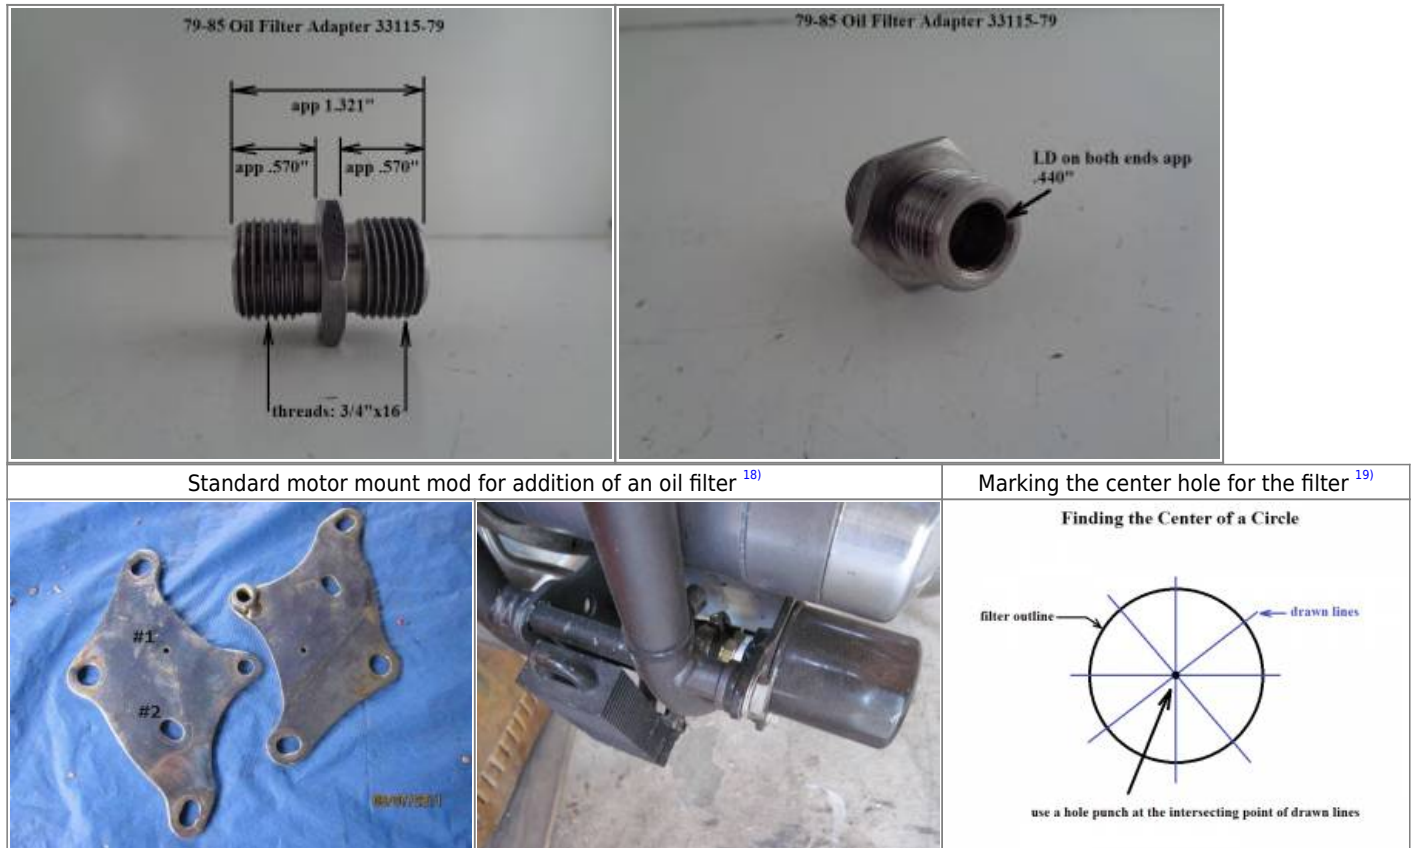 79-85 Oil Filter Adapter 33115-79
app 1.321"
app .570" app .570"
threads: 3/4"x16
79-85 Oil Filter Adapter 33115-79
LD on both ends app
.440"
Standard motor mount mod for addition of an oil filter 18)
Marking the center hole for the filter 19)
#1
#2
Finding the Center of a Circle
filter outline
drawn lines
use a hole punch at the intersecting point of drawn lines